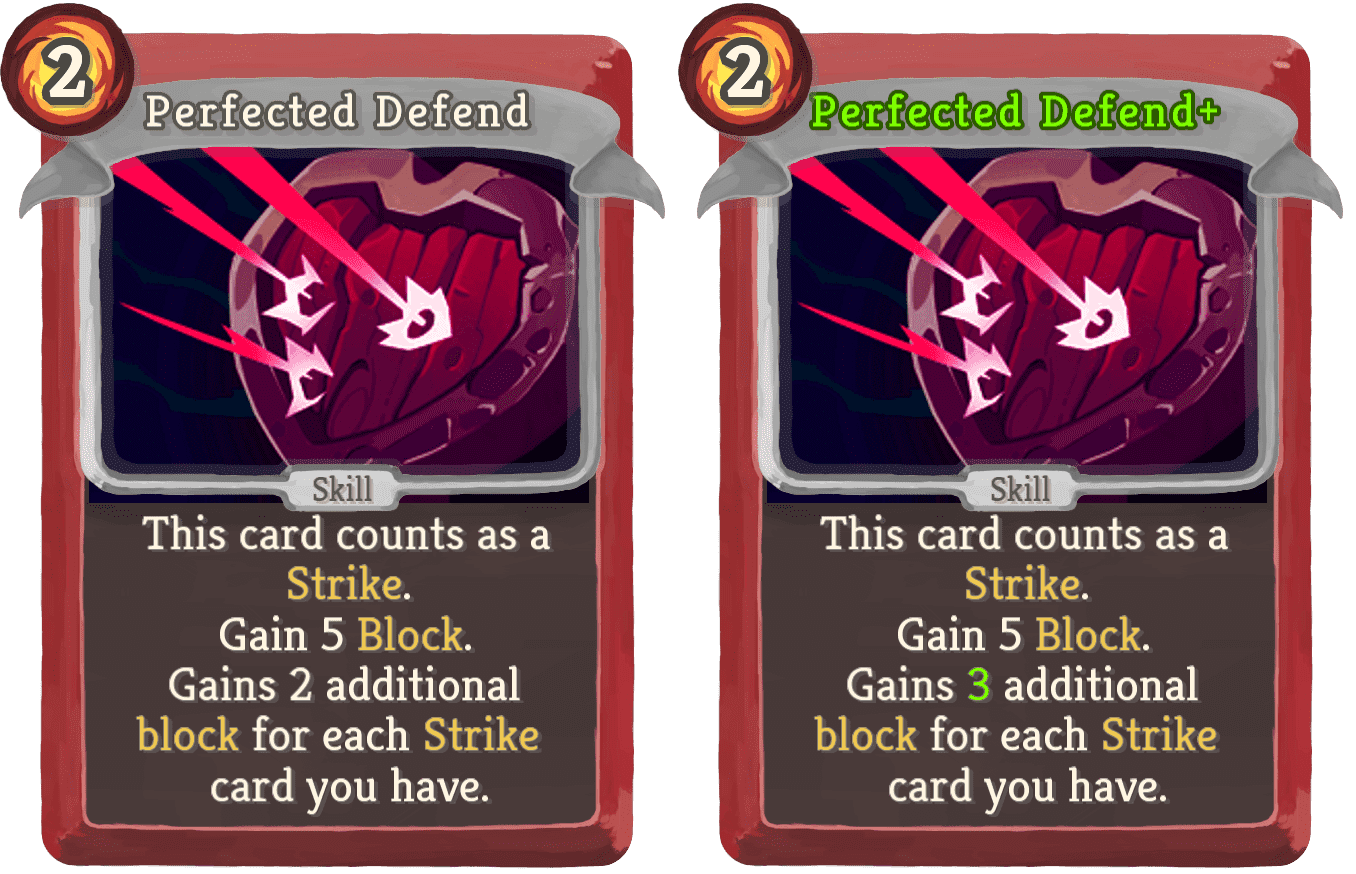 2
Perfected Defend
Skill
This card counts as a
Strike.
Gain 5 Block.
Gains 2 additional
block for each Strike
card you have.
2
Perfected Defend+
Skill
This card counts as a
Strike.
Gain 5 Block.
Gains 3 additional
block for each Strike
card you have.